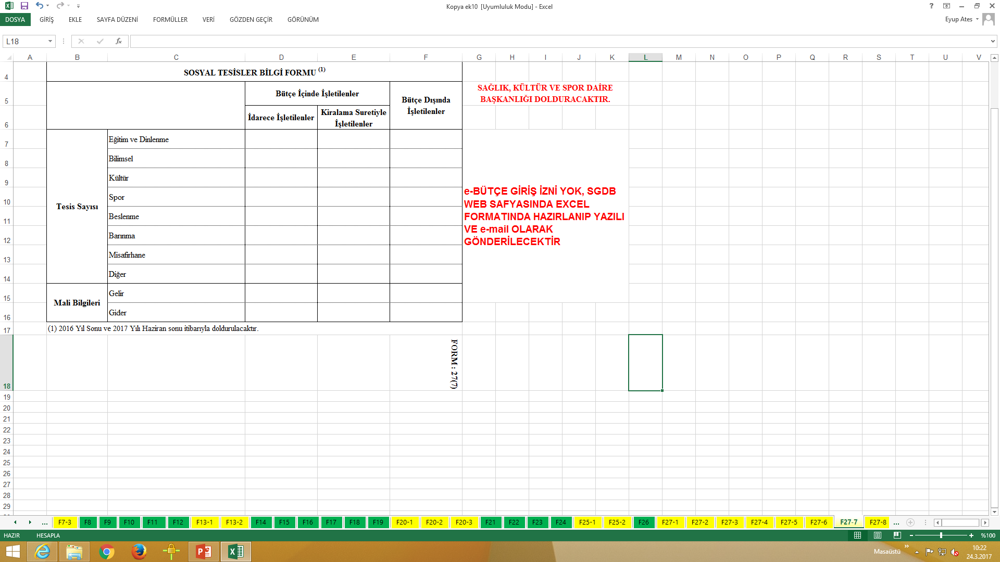 Kopya ek10  [Uyumluluk Modu] - Excel
?
DOSYA GİRİŞ EKLE SAYFA DÜZENİ FORMÜLLER VERİ GÖZDEN GEÇİR GÖRÜNÜM
Eyup Ates
L18
fx
A B C D E F G H I J K L M N O P Q R S T U V
4
SOSYAL TESİSLER BİLGİ FORMU (1)
5
Bütçe İçinde İşletilenler
Bütçe Dışında
İşletilenler
SAĞLIK, KÜLTÜR VE SPOR DAİRE
BAŞKANLIĞI DOLDURACAKTIR.
6
İdarece İşletilenler
Kiralama Suretiyle
İşletilenler
Tesis Sayısı
7 Eğitim ve Dinlenme
8 Bilimsel
9 Kültür
10 Spor
11 Beslenme
12 Barınma
13 Misafirhane
14 Diğer
e-BÜTÇE GİRİŞ İZNİ YOK, SGDB
WEB SAFYASINDA EXCEL
FORMATINDA HAZIRLANIP YAZILI
VE e-mail OLARAK
GÖNDERİLECEKTİR
Mali Bilgileri
15 Gelir
16 Gider
17 (1) 2016 Yıl Sonu ve 2017 Yılı Haziran sonu itibarıyla doldurulacaktır.
18
FORM : 27(7)
19
20
21
22
23
24
25
26
27
28
29
... F7-3 F8 F9 F10 F11 F12 F13-1 F13-2 F14 F15 F16 F17 F18 F19 F20-1 F20-2 F20-3 F21 F22 F23 F24 F25-1 F25-2 F26 F27-1 F27-2 F27-3 F27-4 F27-5 F27-6 F27-7 F27-8 ...
HAZIR HESAPLA
%100
Masaüstü
10:22
24.3.2017